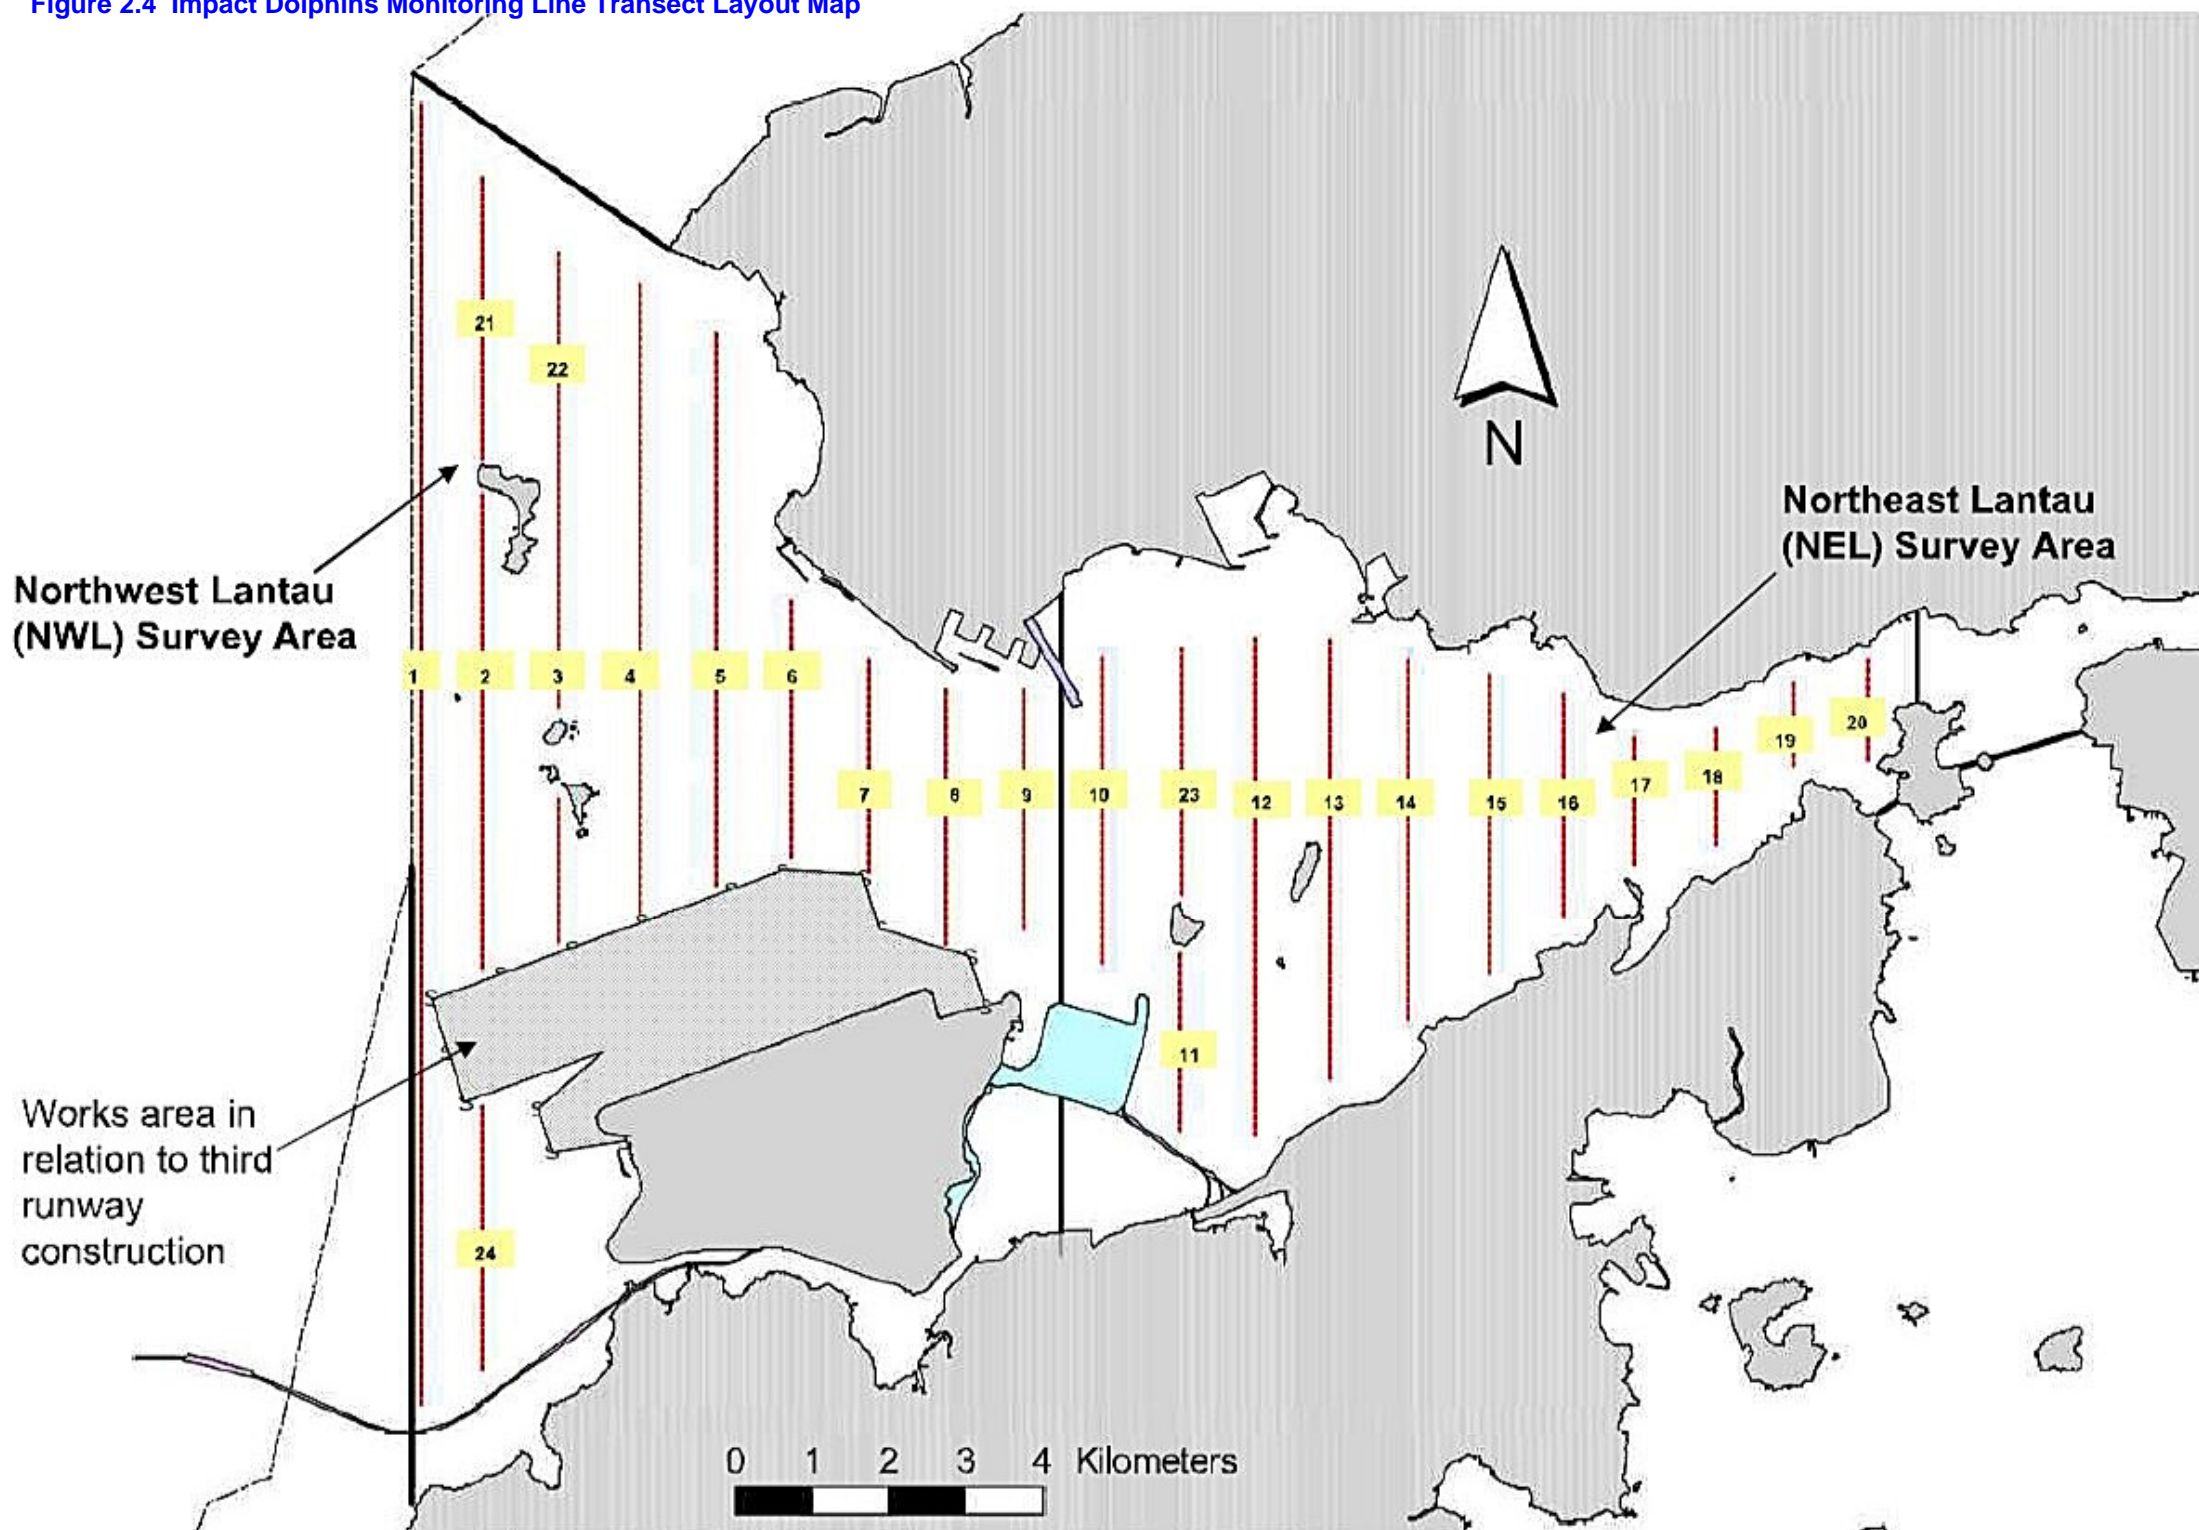 Figure 2.4 Impact Dolphins Monitoring Line Transect Layout Map
21
22
N
Northeast Lantau
(NEL) Survey Area
Northwest Lantau
(NWL) Survey Area
1
2
3
4
5
6
7
8
9
10
23
12
13
14
15
16
17
18
19
20
11
Works area in
relation to third
runway
construction
24
0 1 2 3 4 Kilometers